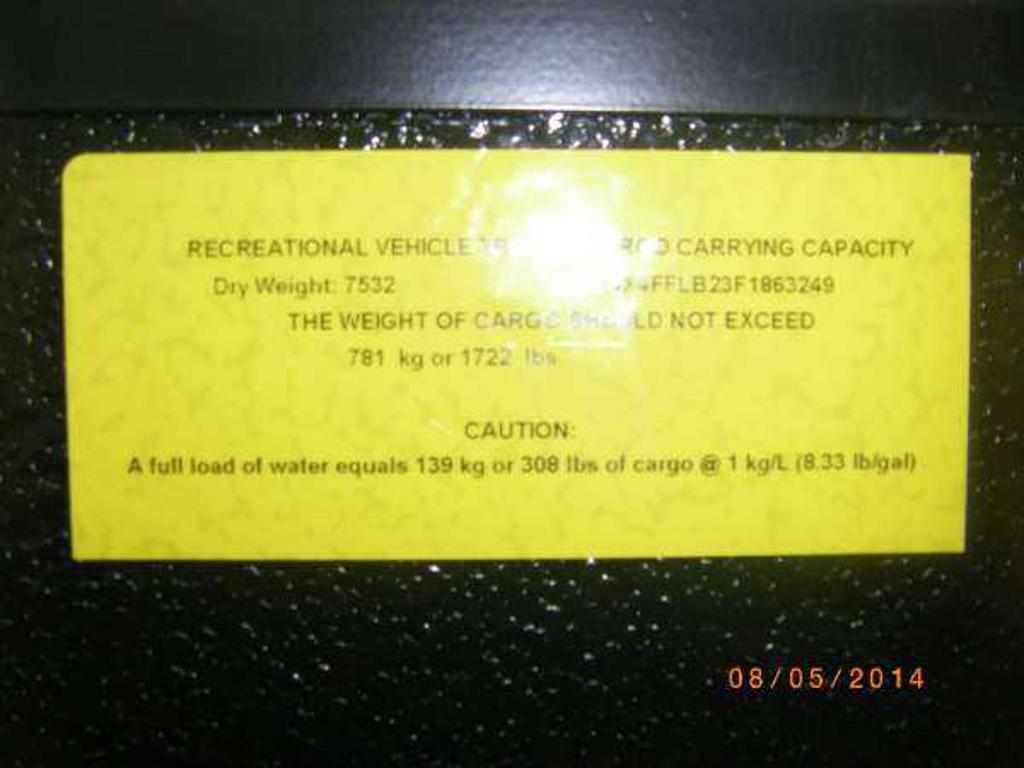 RECREATIONAL VEHICLE CARRYING CAPACITY
Dry Weight: 7532
THE WEIGHT OF CARGO SHOULD NOT EXCEED
781 kg or 1722 lbs
CAUTION:
A full load of water equals 139 kg or 308 lbs of cargo @ 1 kg/L (8.33 lb/gal)
08/05/2014